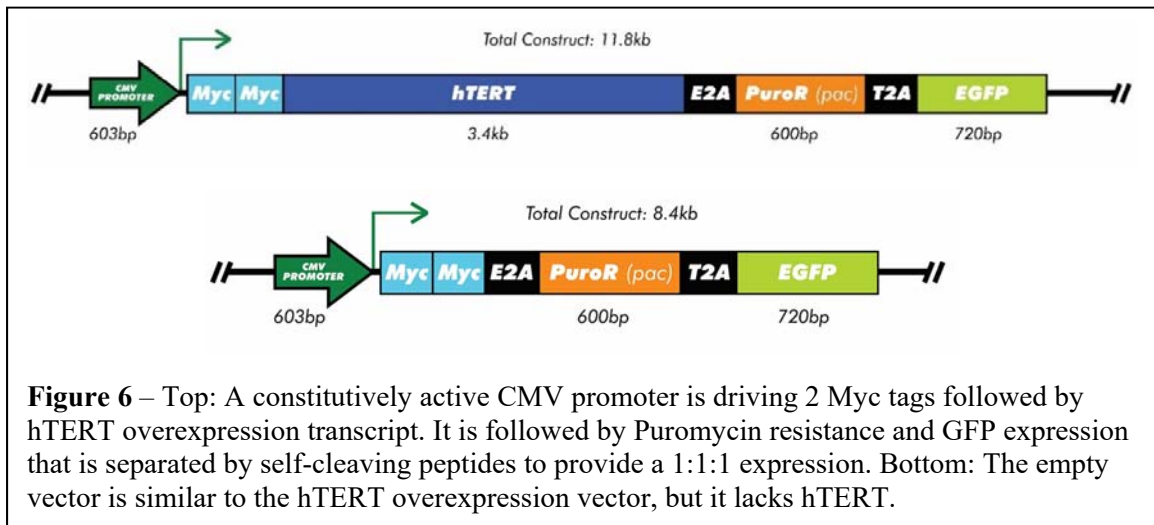 Total Construct: 11.8kb
CMV
PROMOTER
Myc Myc hTERT E2A PuroR (pac) T2A EGFP
603bp 3.4kb 600bp 720bp
Total Construct: 8.4kb
CMV
PROMOTER
Myc Myc E2A PuroR (pac) T2A EGFP
603bp 600bp 720bp
Figure 6 – Top: A constitutively active CMV promoter is driving 2 Myc tags followed by
hTERT overexpression transcript. It is followed by Puromycin resistance and GFP expression
that is separated by self-cleaving peptides to provide a 1:1:1 expression. Bottom: The empty
vector is similar to the hTERT overexpression vector, but it lacks hTERT.